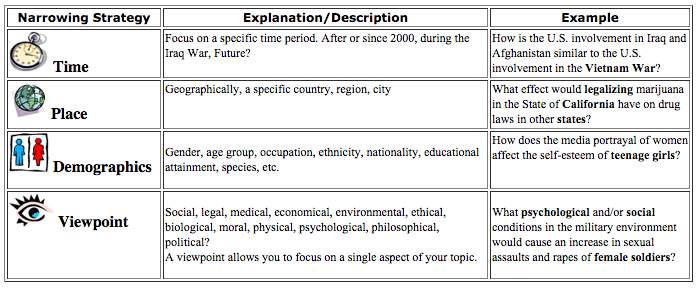 Narrowing Strategy
Explanation/Description
Example
Time
Focus on a specific time period. After or since 2000, during the
Iraq War, Future?
How is the U.S. involvement in Iraq and
Afghanistan similar to the U.S.
involvement in the Vietnam War?
Place
Geographically, a specific country, region, city
What effect would legalizing marijuana
in the State of California have on drug
laws in other states?
Demographics
Gender, age group, occupation, ethnicity, nationality, educational
attainment, species, etc.
How does the media portrayal of women
affect the self-esteem of teenage girls?
Viewpoint
Social, legal, medical, economical, environmental, ethical,
biological, moral, physical, psychological, philosophical,
political?
A viewpoint allows you to focus on a single aspect of your topic.
What psychological and/or social
conditions in the military environment
would cause an increase in sexual
assaults and rapes of female soldiers?